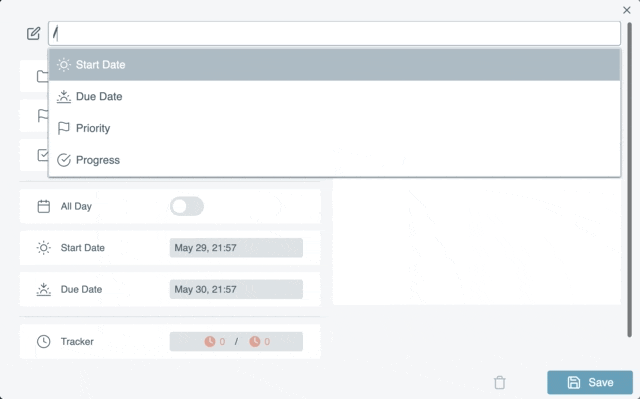 /
Start Date
Due Date
Priority
Progress
All Day
Start Date May 29, 21:57
Due Date May 30, 21:57
Tracker 0 / 0
Save